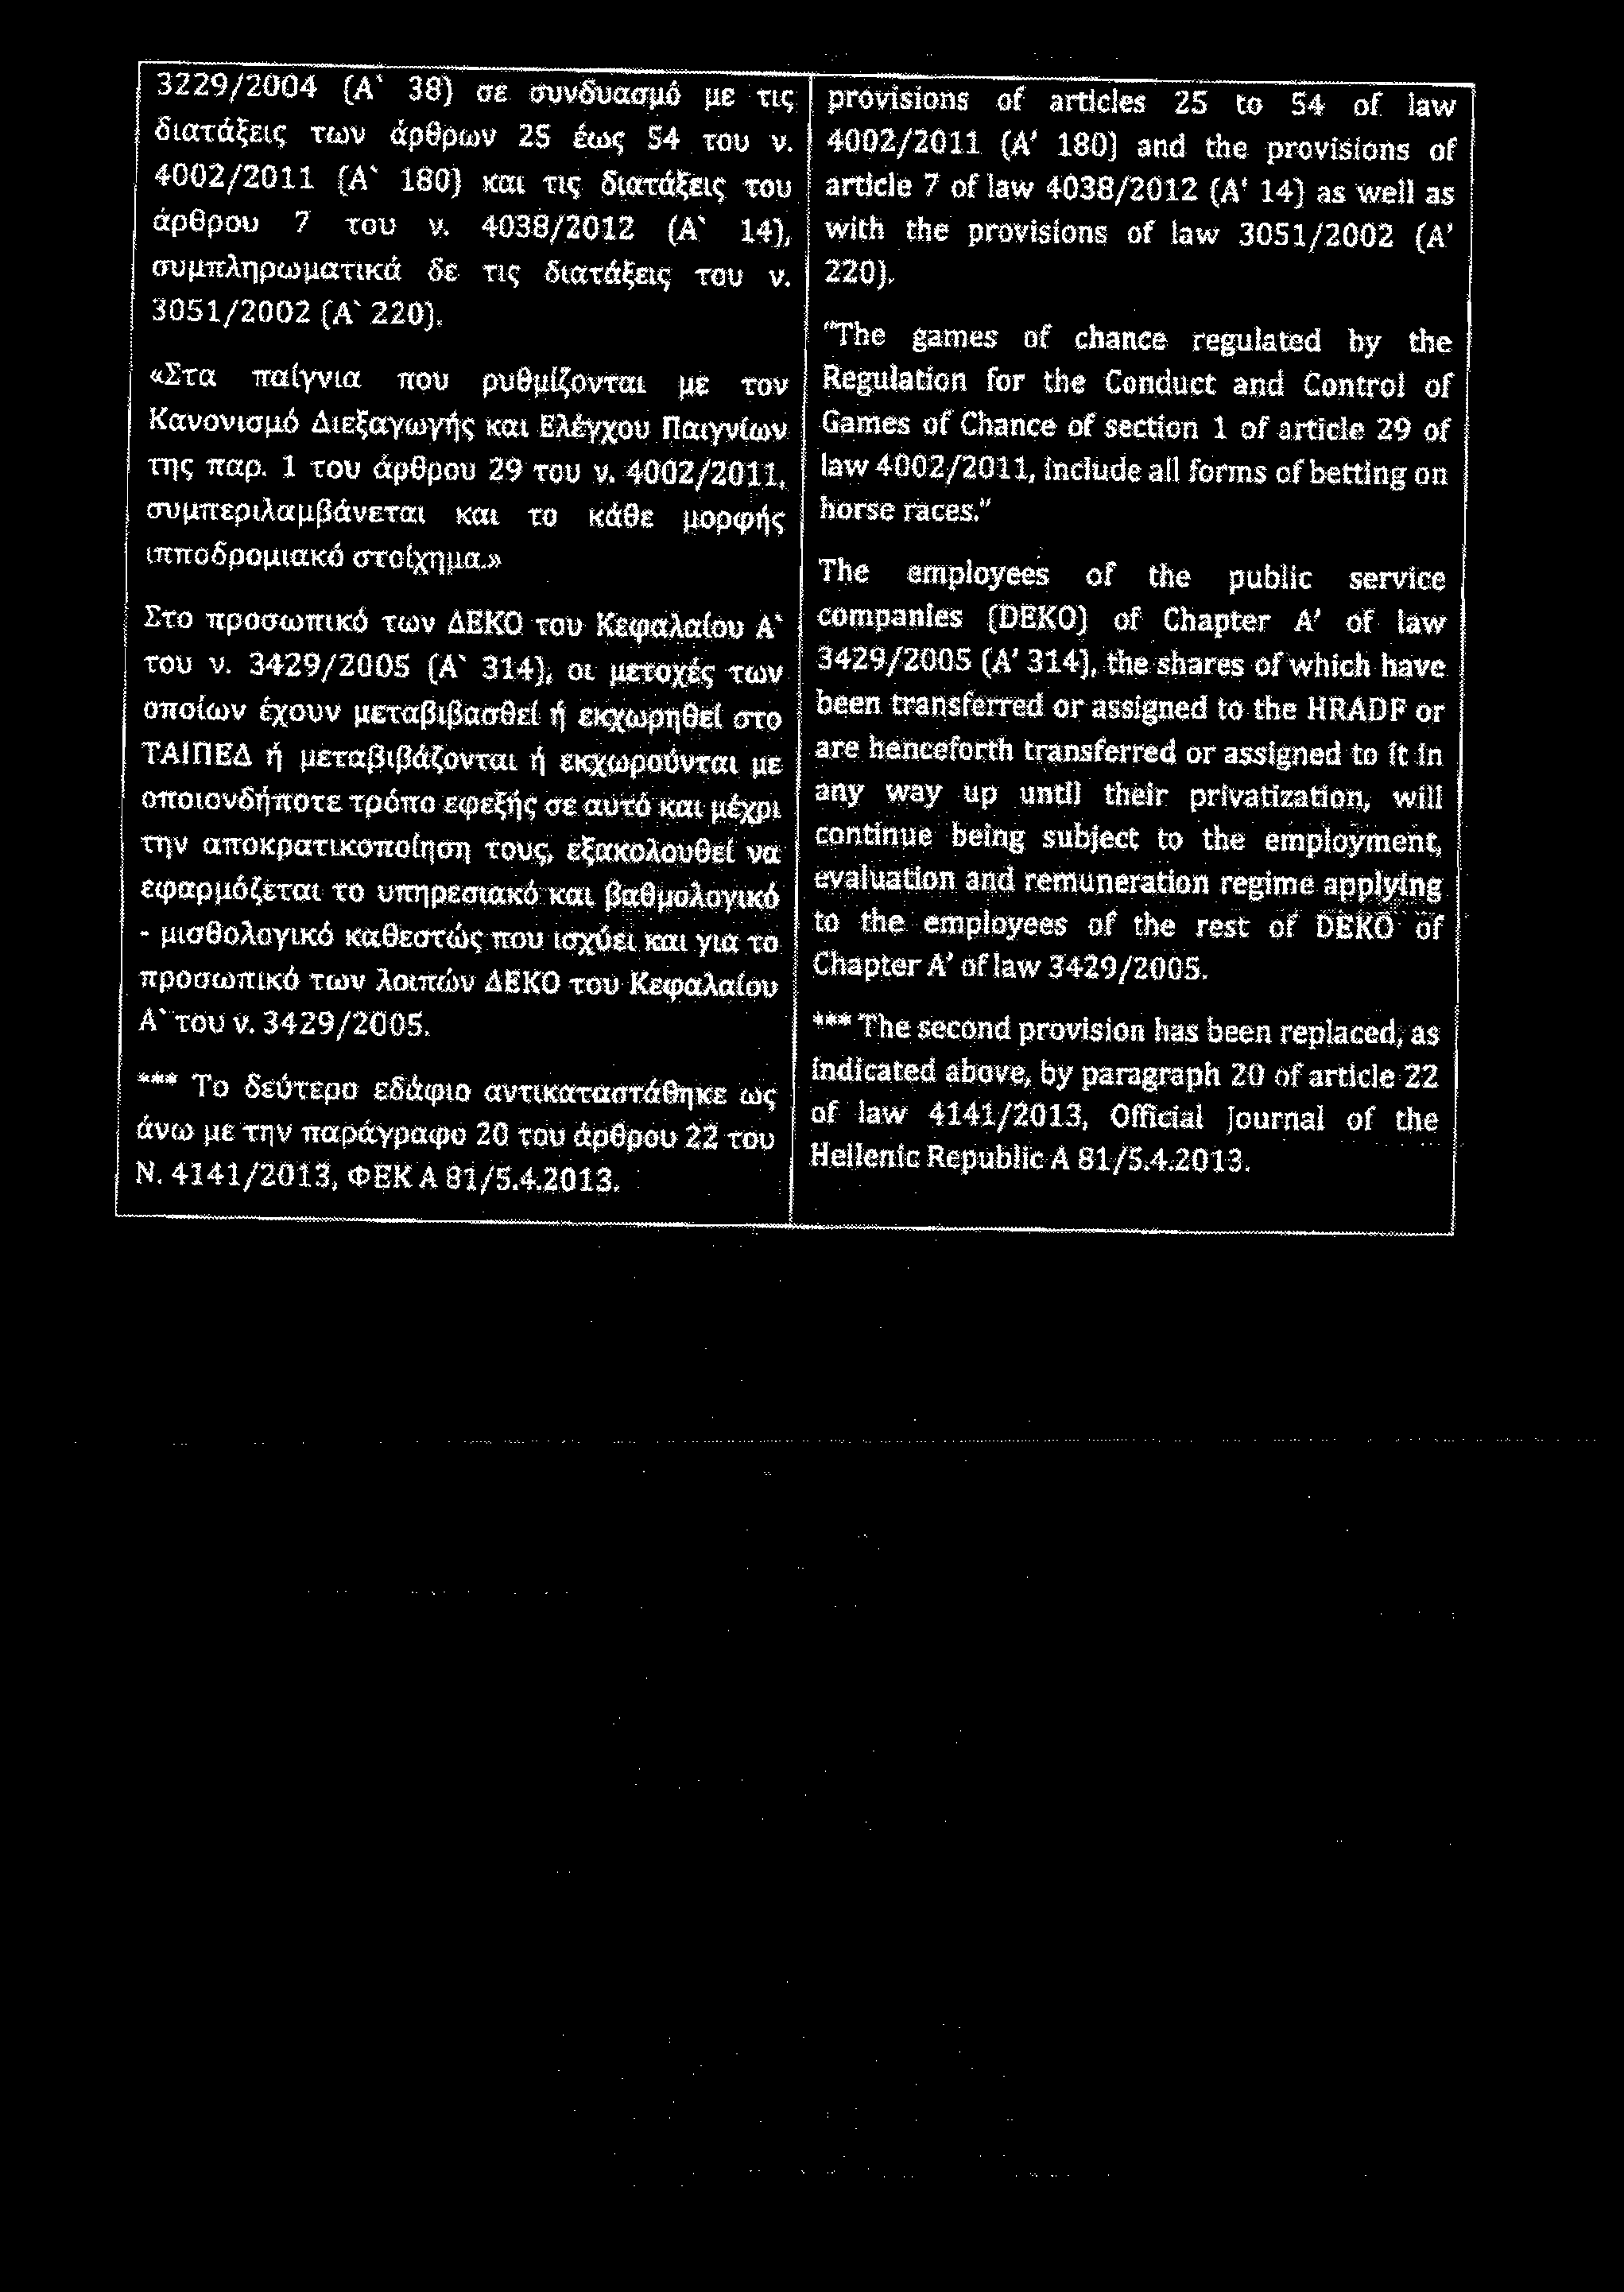 3229/2004 (Α` 38) σε συνδυασμό με τις
διατάξεις των άρθρων 25 έως 54 του ν.
4002/2011 (Α` 180) και τις διατάξεις του
άρθρου 7 του ν. 4038/2012 (Α` 14),
συμπληρωματικά δε τις διατάξεις του ν.
3051/2002 (Α` 220).
«Στα παίγνια που ρυθμίζονται με τον
Κανονισμό Διεξαγωγής και Ελέγχου Παιγνίων
της παρ. 1 του άρθρου 29 του ν. 4002/2011,
συμπεριλαμβάνεται και το κάθε μορφής
ιπποδρομιακό στοίχημα.»
Στο προσωπικό των ΔΕΚΟ του Κεφαλαίου Α`
του ν. 3429/2005 (Α` 314), οι μετοχές των
οποίων έχουν μεταβιβασθεί ή εκχωρηθεί στο
ΤΑΙΠΕΔ ή μεταβιβάζονται ή εκχωρούνται με
οποιονδήποτε τρόπο εφεξής σε αυτό και μέχρι
την αποκρατικοποίηση τους, εξακολουθεί να
εφαρμόζεται το υπηρεσιακό και βαθμολογικό
- μισθολογικό καθεστώς που ισχύει και για το
προσωπικό των λοιπών ΔΕΚΟ του Κεφαλαίου
Α` του ν. 3429/2005.
*** Το δεύτερο εδάφιο αντικαταστάθηκε ως
άνω με την παράγραφο 20 του άρθρου 22 του
Ν. 4141/2013, ΦΕΚ Α 81/5.4.2013.
provisions of articles 25 to 54 of law
4002/2011 (A' 180) and the provisions of
article 7 of law 4038/2012 (A' 14) as well as
with the provisions of law 3051/2002 (A'
220).
"The games of chance regulated by the
Regulation for the Conduct and Control of
Games of Chance of section 1 of article 29 of
law 4002/2011, include all forms of betting on
horse races."
The employees of the public service
companies (DEKO) of Chapter A' of law
3429/2005 (A' 314), the shares of which have
been transferred or assigned to the HRADF or
are henceforth transferred or assigned to it in
any way up until their privatization, will
continue being subject to the employment,
evaluation and remuneration regime applying
to the employees of the rest of DEKO of
Chapter A' of law 3429/2005.
*** The second provision has been replaced, as
indicated above, by paragraph 20 of article 22
of law 4141/2013, Official Journal of the
Hellenic Republic A 81/5.4.2013.